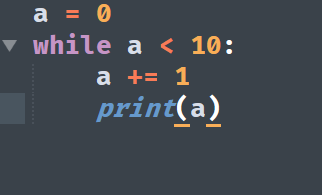 a = 0
while a < 10:
    a += 1
    print(a)